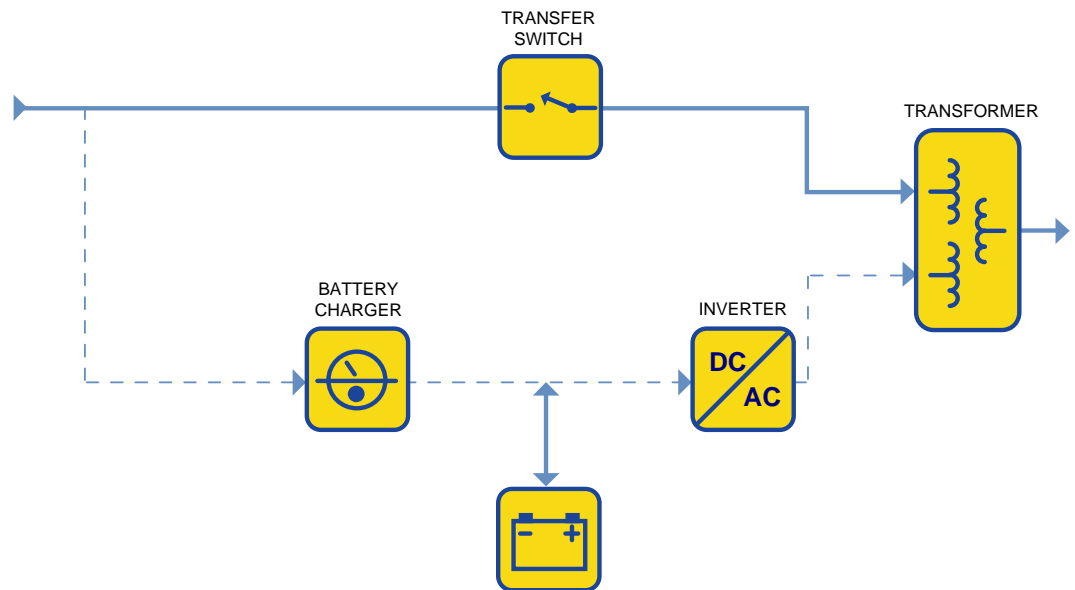 TRANSFER
SWITCH
TRANSFORMER
BATTERY
CHARGER
INVERTER
DC
AC
- +